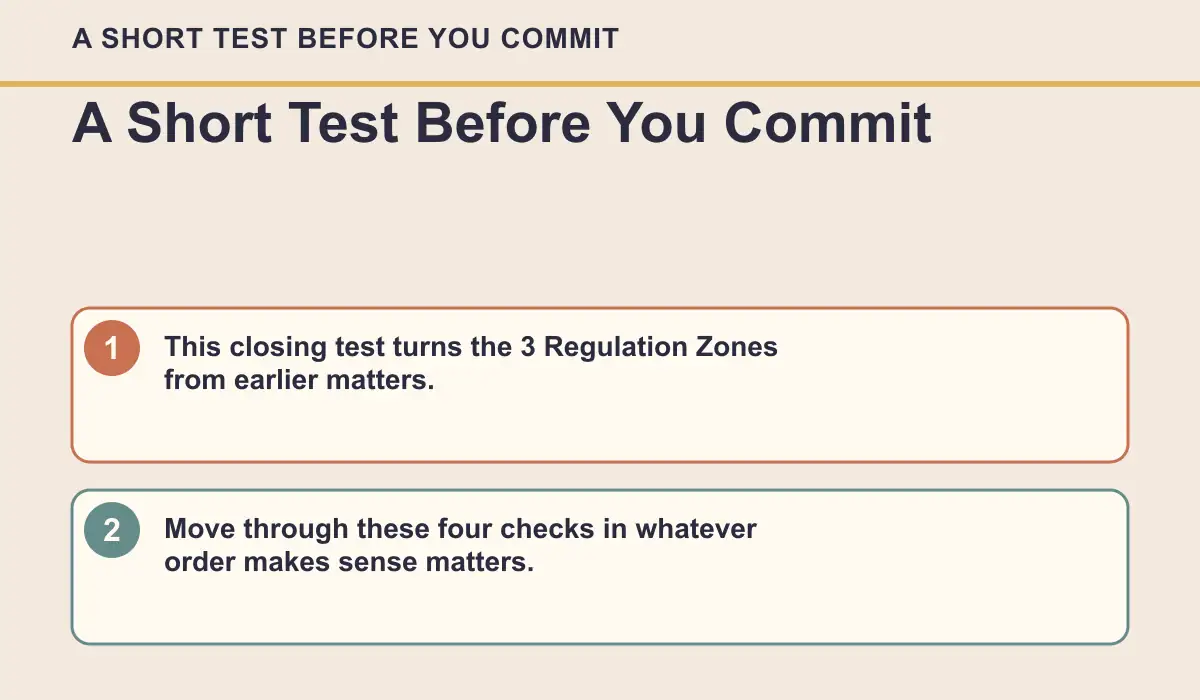 A SHORT TEST BEFORE YOU COMMIT
A Short Test Before You Commit
1
This closing test turns the 3 Regulation Zones
from earlier matters.
2
Move through these four checks in whatever
order makes sense matters.